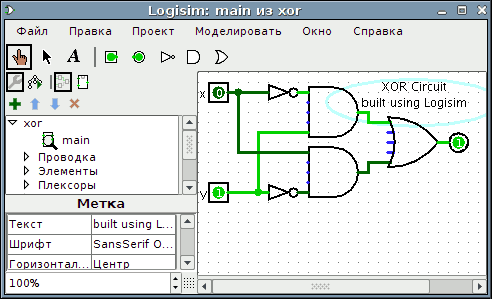 Logisim: main из xor
Файл Правка Проект Моделировать Окно Справка
A
XOR Circuit
built using Logisim
x 0
1
y 1
xor
main
Проводка
Элементы
Плексоры
Метка
Текст built using L...
Шрифт SansSerif O...
Горизонтал... Центр
100%